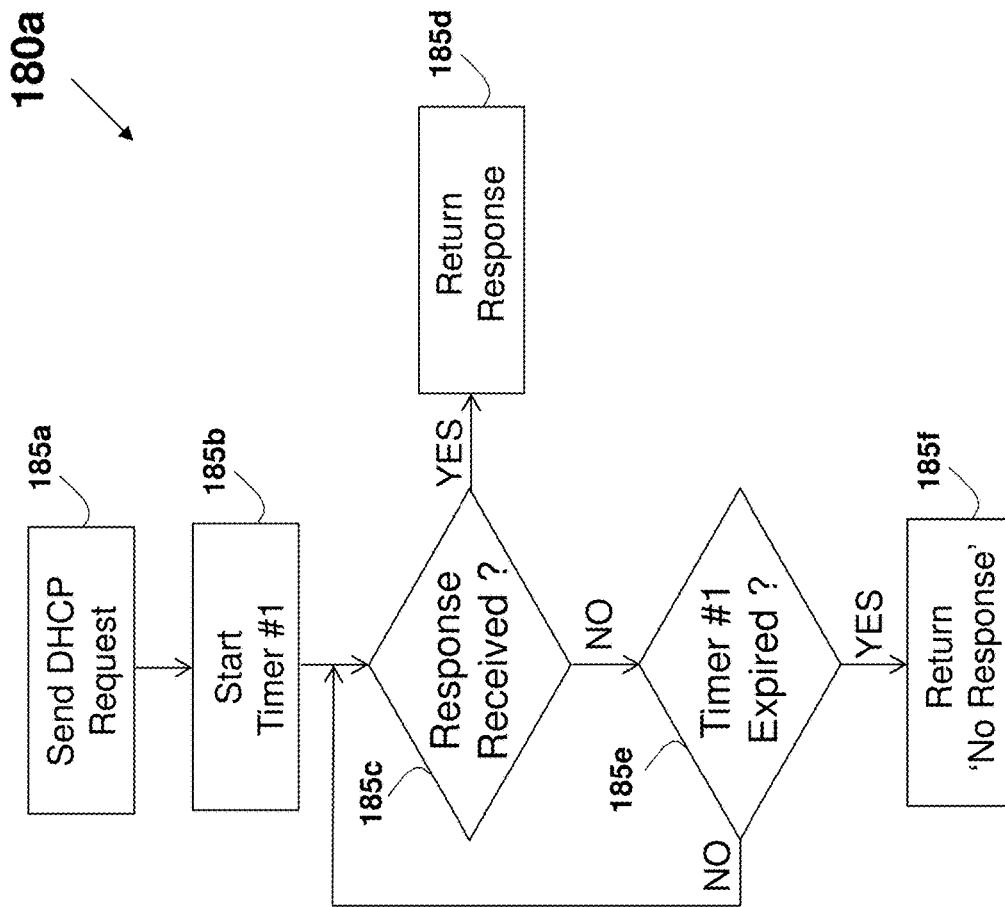 180a
185a
Send DHCP
Request
185b
Start
Timer #1
185c
Response
Received ?
YES
185d
Return
Response
NO
185e
Timer #1
Expired ?
NO
YES
185f
Return
'No Response'